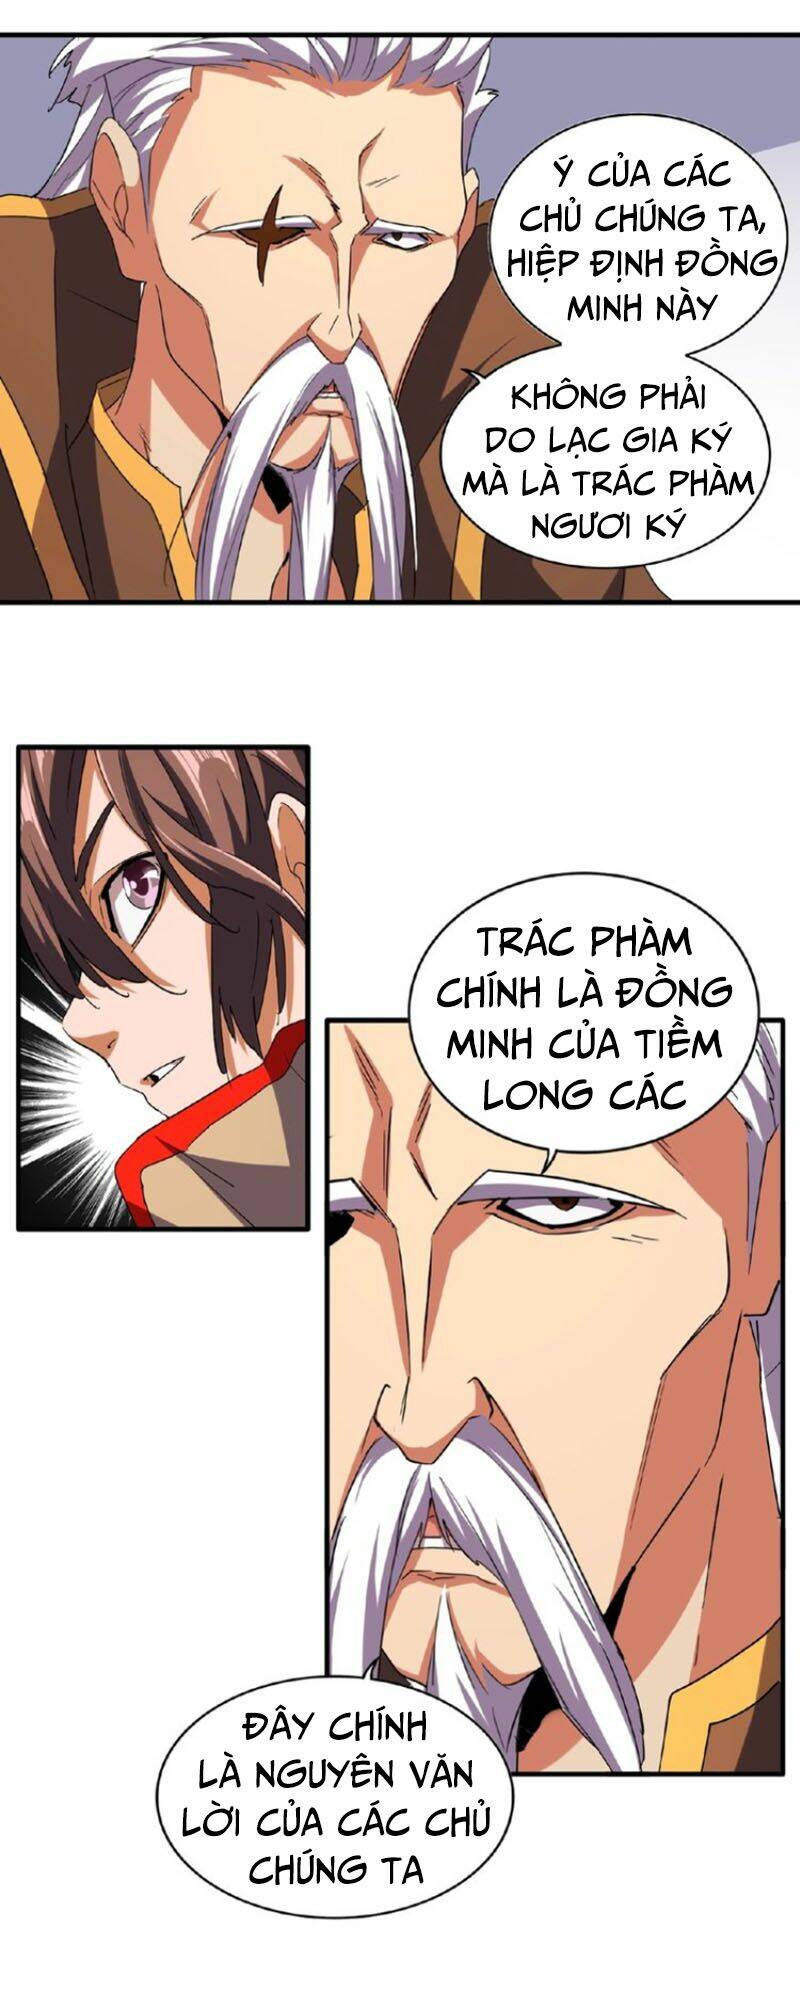 Ý CỦA CÁC
CHỦ CHÚNG TA,
HIỆP ĐỊNH ĐỒNG
MINH NÀY
KHÔNG PHẢI
DO LẠC GIA KÝ
MÀ LÀ TRÁC PHÀM
NGƯƠI KÝ
TRÁC PHÀM
CHÍNH LÀ ĐỒNG
MINH CỦA TIỀM
LONG CÁC
ĐÂY CHÍNH
LÀ NGUYÊN VĂN
LỜI CỦA CÁC CHỦ
CHÚNG TA